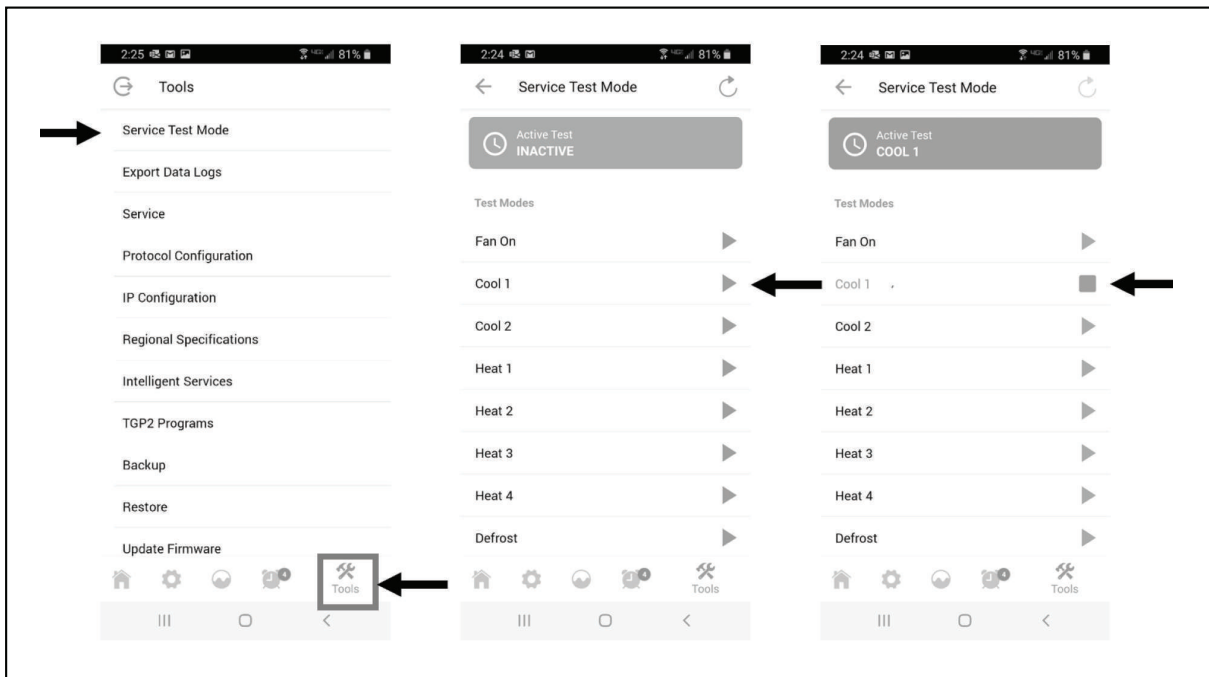 2:25 81%
Tools
Service Test Mode
Export Data Logs
Service
Protocol Configuration
IP Configuration
Regional Specifications
Intelligent Services
TGP2 Programs
Backup
Restore
Update Firmware
4
Tools
2:24 81%
Service Test Mode
Active Test
INACTIVE
Test Modes
Fan On
Cool 1
Cool 2
Heat 1
Heat 2
Heat 3
Heat 4
Defrost
4
Tools
2:24 81%
Service Test Mode
Active Test
COOL 1
Test Modes
Fan On
Cool 1
Cool 2
Heat 1
Heat 2
Heat 3
Heat 4
Defrost
4
Tools